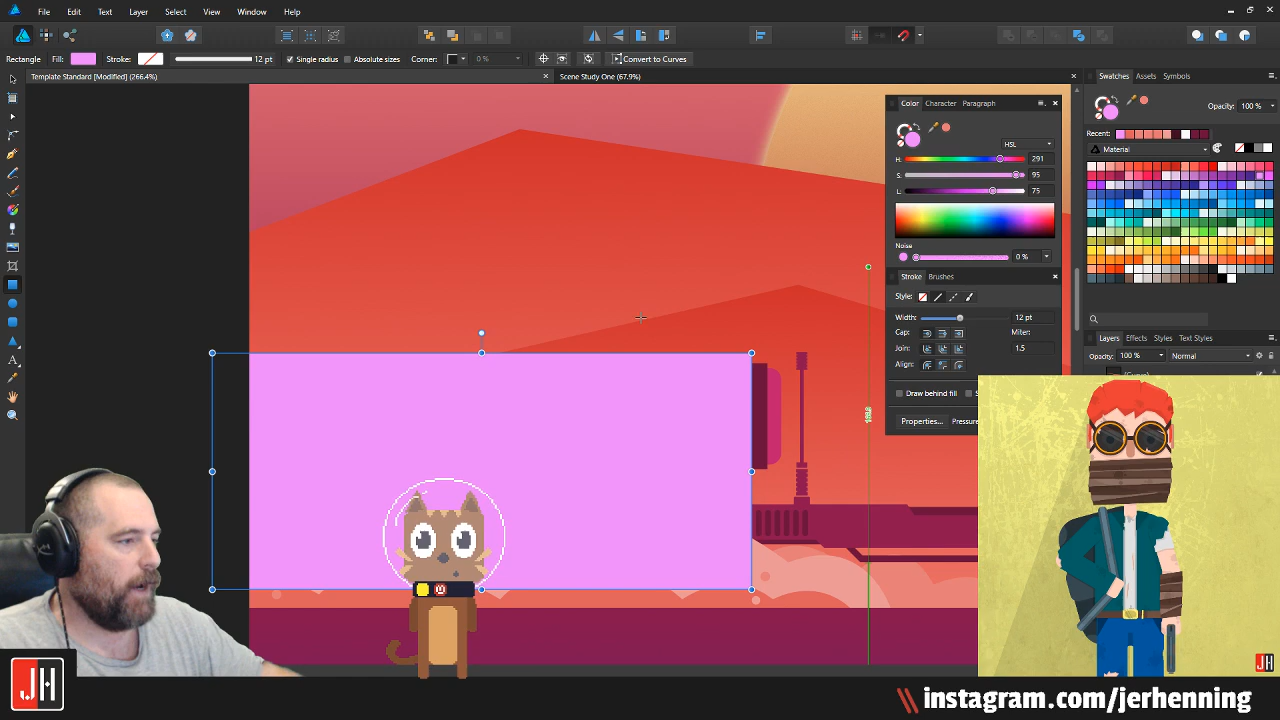 File Edit Text Layer Select View Window Help
Rectangle Fill: Stroke: 12 pt Single radius Absolute sizes Corner: 0 % Convert to Curves
Template Standard [Modified] (266.4%) Scene Study One (67.9%)
Color Character Paragraph
HSL
H: 291
S: 95
L: 75
Noise
0 %
Stroke Brushes
Style:
Width: 12 pt
Cap: Miter:
Join: 1.5
Align:
Draw behind fill
Properties... Pressure
Swatches Assets Symbols
Opacity: 100 %
Recent:
Material
Layers Effects Styles Text Styles
Opacity: 100 % Normal
JH
JH
instagram.com/jerhenning